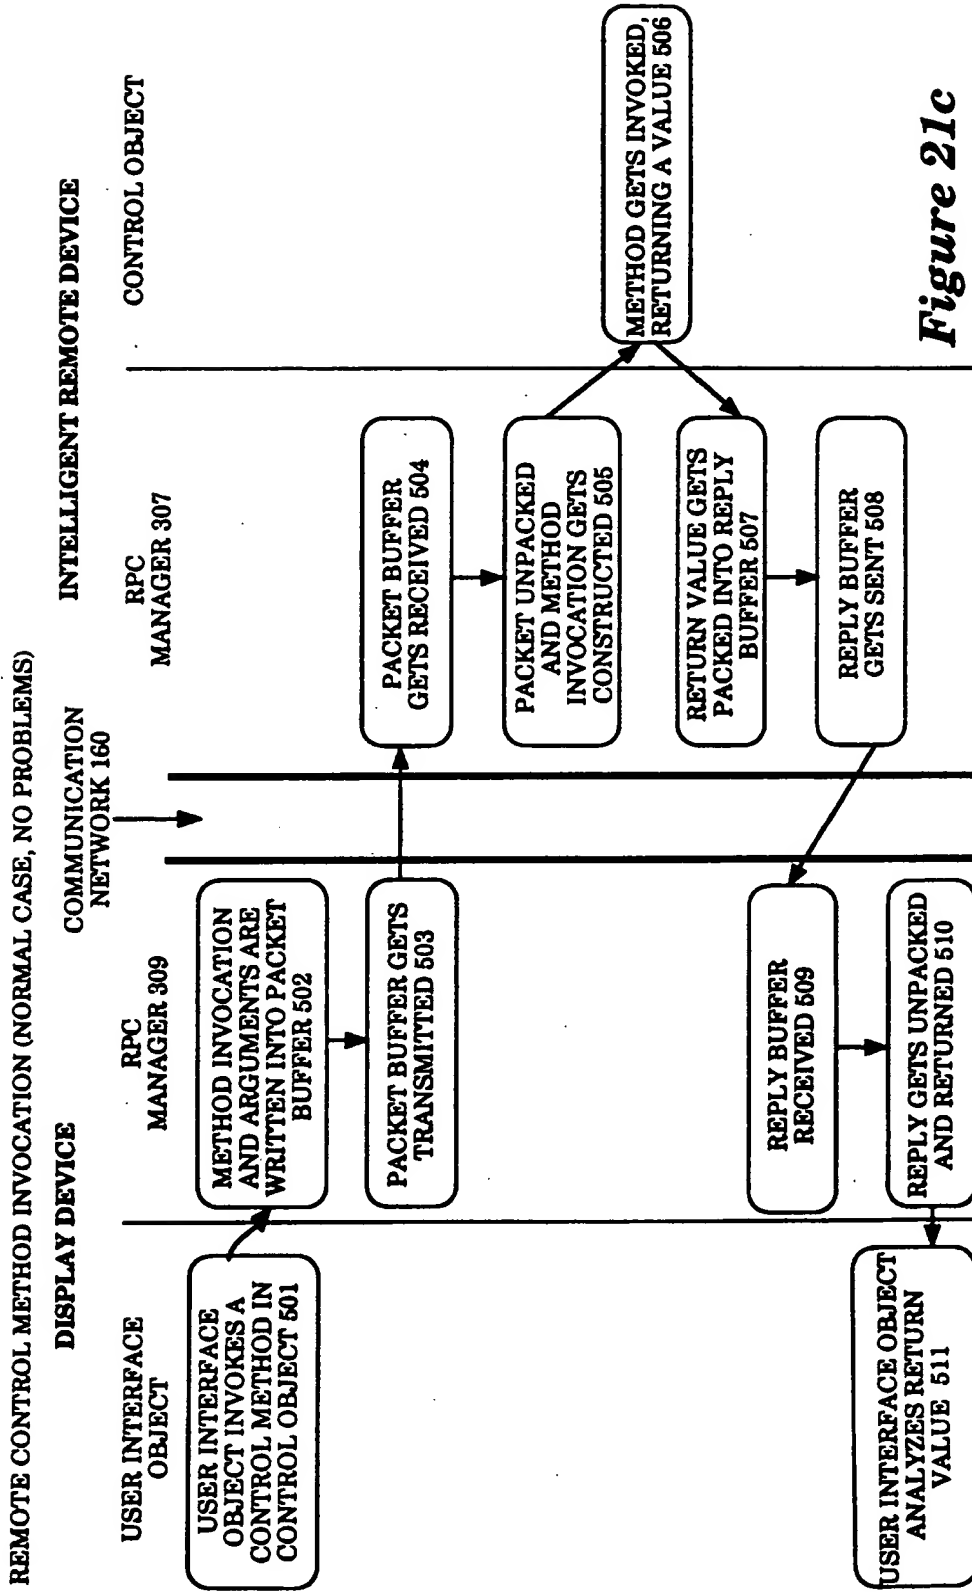 REMOTE CONTROL METHOD INVOCATION (NORMAL CASE, NO PROBLEMS)
DISPLAY DEVICE
COMMUNICATION
NETWORK 160
INTELLIGENT REMOTE DEVICE
USER INTERFACE
OBJECT
RPC
MANAGER 309
RPC
MANAGER 307
CONTROL OBJECT
USER INTERFACE
OBJECT INVOKES A
CONTROL METHOD IN
CONTROL OBJECT 501
METHOD INVOCATION
AND ARGUMENTS ARE
WRITTEN INTO PACKET
BUFFER 502
PACKET BUFFER GETS
TRANSMITTED 503
PACKET BUFFER
GETS RECEIVED 504
PACKET UNPACKED
AND METHOD
INVOCATION GETS
CONSTRUCTED 505
METHOD GETS INVOKED,
RETURNING A VALUE 506
RETURN VALUE GETS
PACKED INTO REPLY
BUFFER 507
REPLY BUFFER
GETS SENT 508
REPLY BUFFER
RECEIVED 509
REPLY GETS UNPACKED
AND RETURNED 510
USER INTERFACE OBJECT
ANALYZES RETURN
VALUE 511
Figure 21c